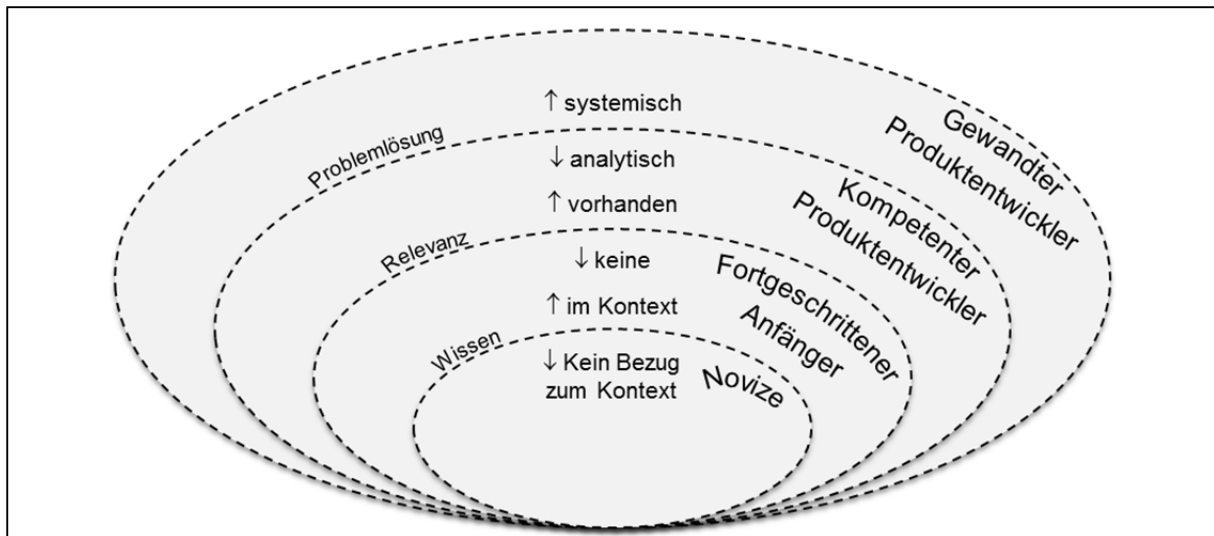 ↑ systemisch
Gewandter
Produktentwickler
Problemlösung
↓ analytisch
↑ vorhanden
Kompetenter
Produktentwickler
Relevanz
↓ keine
↑ im Kontext
Fortgeschrittener
Anfänger
Wissen
↓ Kein Bezug
zum Kontext
Novize